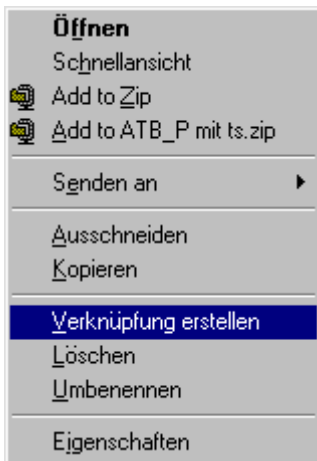 Öffnen
Schnellansicht
Add to Zip
Add to ATB_P mit ts.zip
Senden an
Ausschneiden
Kopieren
Verknüpfung erstellen
Löschen
Umbenennen
Eigenschaften